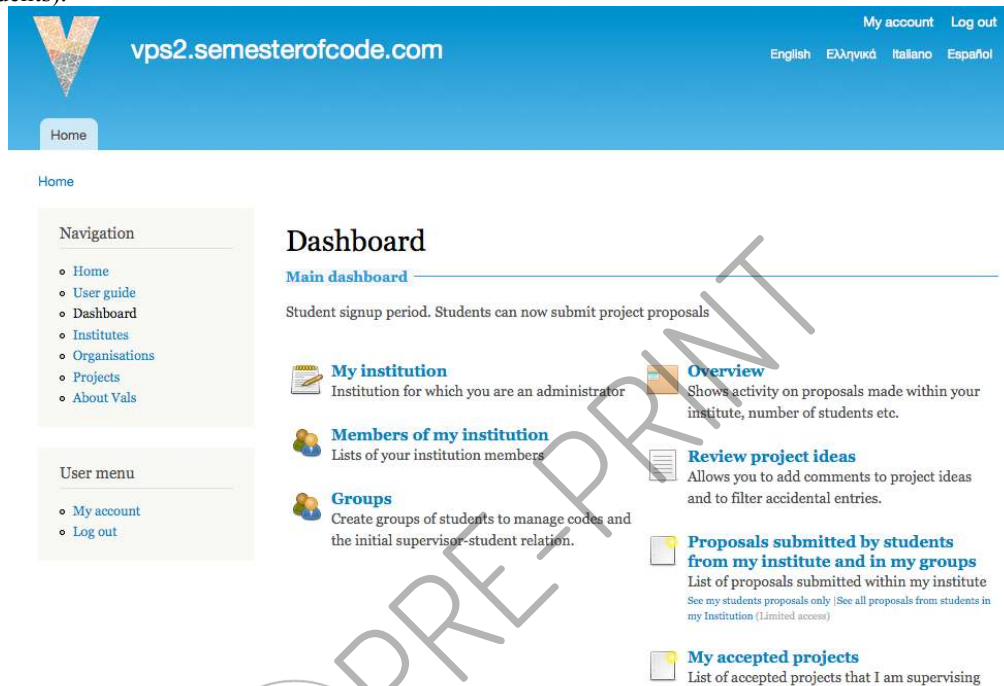 dents).
My account Log out
vps2.semesterofcode.com
English Ελληνικά Italiano Español
Home
Home
Navigation
Home
User guide
Dashboard
Institutes
Organisations
Projects
About Vals
User menu
My account
Log out
Dashboard
Main dashboard
Student signup period. Students can now submit project proposals
My institution
Institution for which you are an administrator
Members of my institution
Lists of your institution members
Groups
Create groups of students to manage codes and
the initial supervisor-student relation.
Overview
Shows activity on proposals made within your
institute, number of students etc.
Review project ideas
Allows you to add comments to project ideas
and to filter accidental entries.
Proposals submitted by students
from my institute and in my groups
List of proposals submitted within my institute
See my students proposals only |See all proposals from students in
my Institution (Limited access)
My accepted projects
List of accepted projects that I am supervising
PRE-PRINT